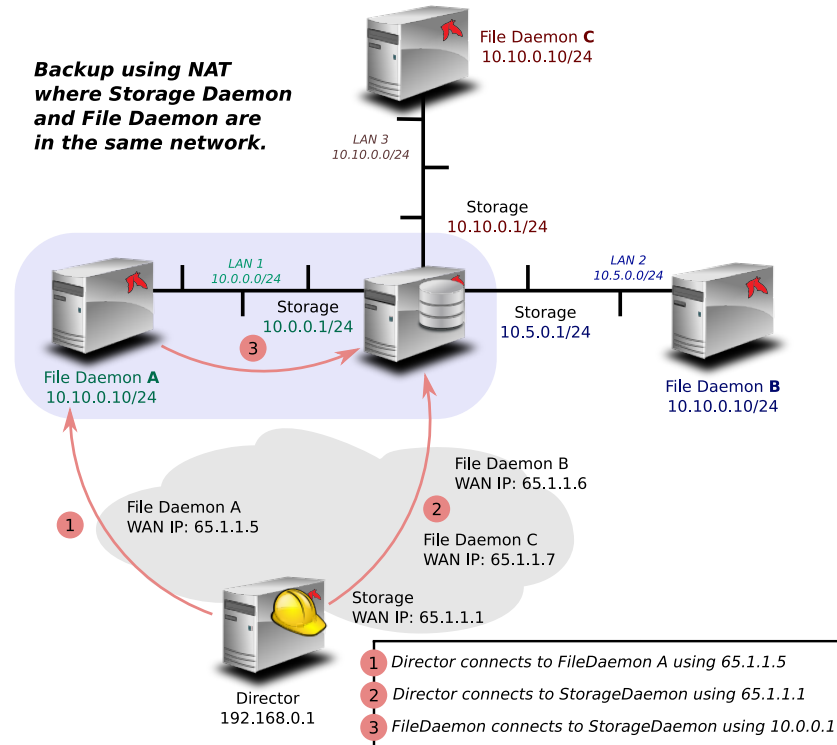 Backup using NAT
where Storage Daemon
and File Daemon are
in the same network.
File Daemon C
10.10.0.10/24
LAN 3
10.10.0.0/24
Storage
10.10.0.1/24
LAN 1
10.0.0.0/24
Storage
10.0.0.1/24
LAN 2
10.5.0.0/24
Storage
10.5.0.1/24
3
File Daemon A
10.10.0.10/24
File Daemon B
10.10.0.10/24
File Daemon B
WAN IP: 65.1.1.6
1
File Daemon A
WAN IP: 65.1.1.5
2
File Daemon C
WAN IP: 65.1.1.7
Storage
WAN IP: 65.1.1.1
Director
192.168.0.1
1 Director connects to FileDaemon A using 65.1.1.5
2 Director connects to StorageDaemon using 65.1.1.1
3 FileDaemon connects to StorageDaemon using 10.0.0.1